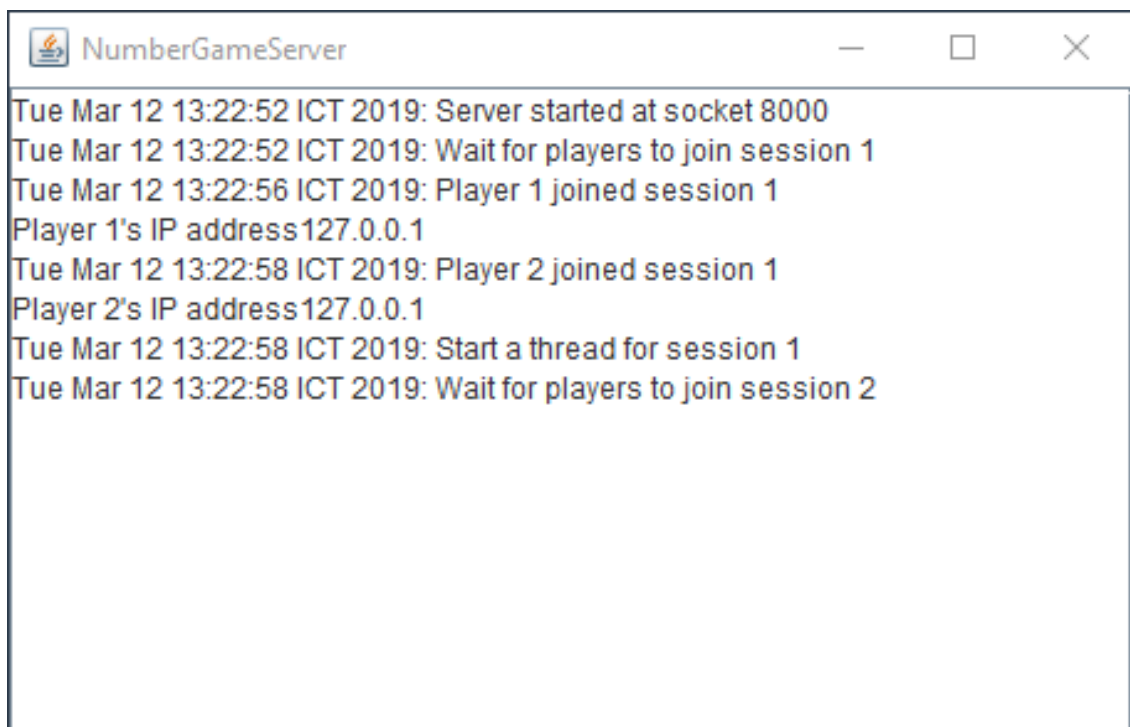 NumberGameServer
Tue Mar 12 13:22:52 ICT 2019: Server started at socket 8000
Tue Mar 12 13:22:52 ICT 2019: Wait for players to join session 1
Tue Mar 12 13:22:56 ICT 2019: Player 1 joined session 1
Player 1's IP address127.0.0.1
Tue Mar 12 13:22:58 ICT 2019: Player 2 joined session 1
Player 2's IP address127.0.0.1
Tue Mar 12 13:22:58 ICT 2019: Start a thread for session 1
Tue Mar 12 13:22:58 ICT 2019: Wait for players to join session 2